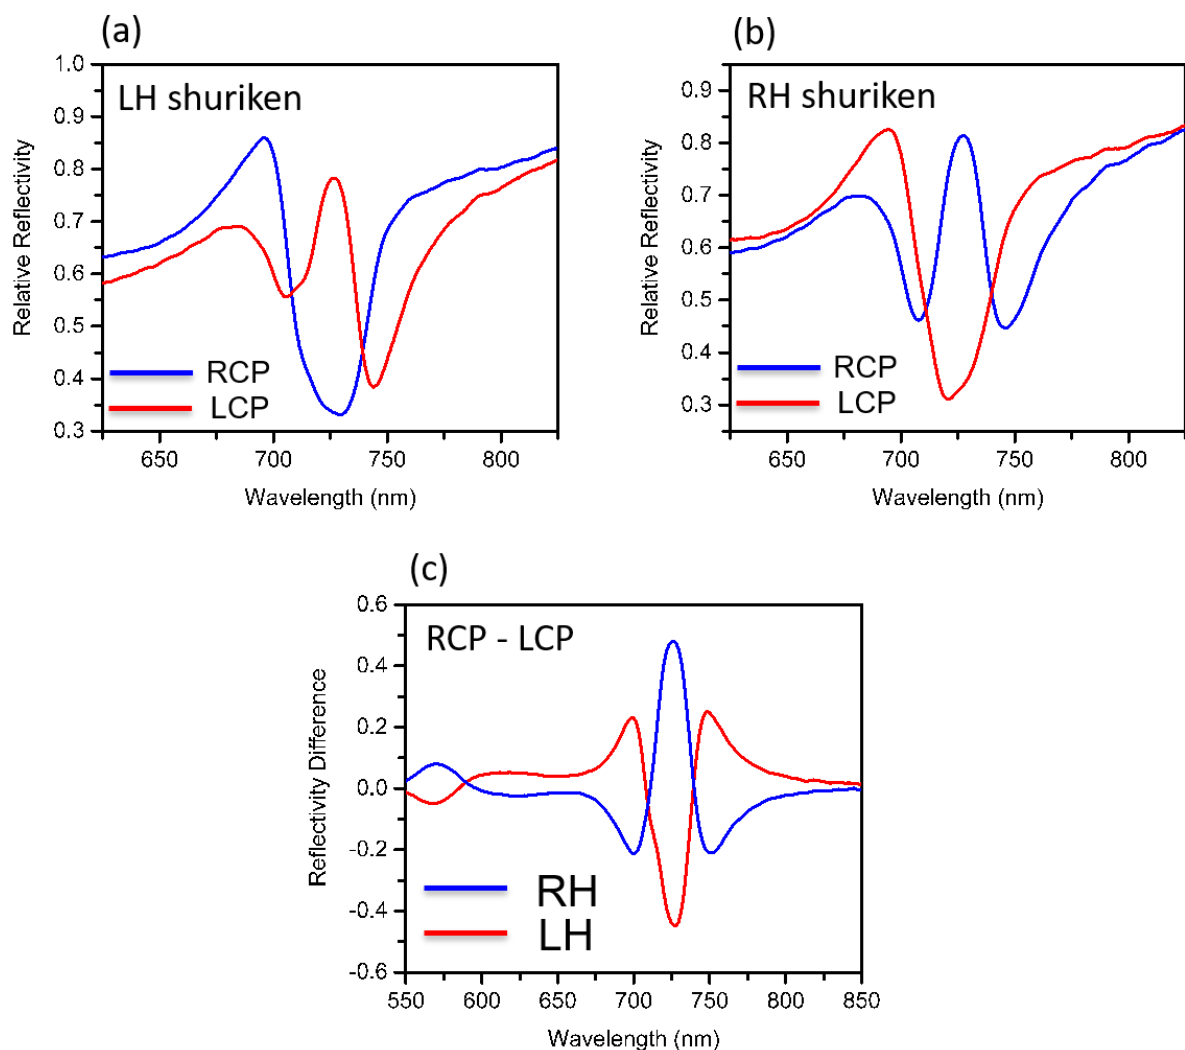 (a)
LH shuriken
1.0
0.9
0.8
0.7
0.6
0.5
0.4
0.3
Relative Reflectivity
RCP
LCP
650 700 750 800
Wavelength (nm)
(b)
RH shuriken
0.9
0.8
0.7
0.6
0.5
0.4
0.3
Relative Reflectivity
RCP
LCP
650 700 750 800
Wavelength (nm)
(c)
RCP - LCP
0.6
0.4
0.2
0.0
-0.2
-0.4
-0.6
Reflectivity Difference
RH
LH
550 600 650 700 750 800 850
Wavelength (nm)